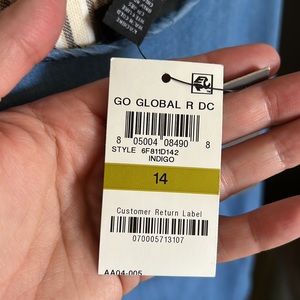 GO GLOBAL R DC
8 05004 08490 8
STYLE 6F811D142
INDIGO
14
Customer Return Label
070005713107
AA04-005